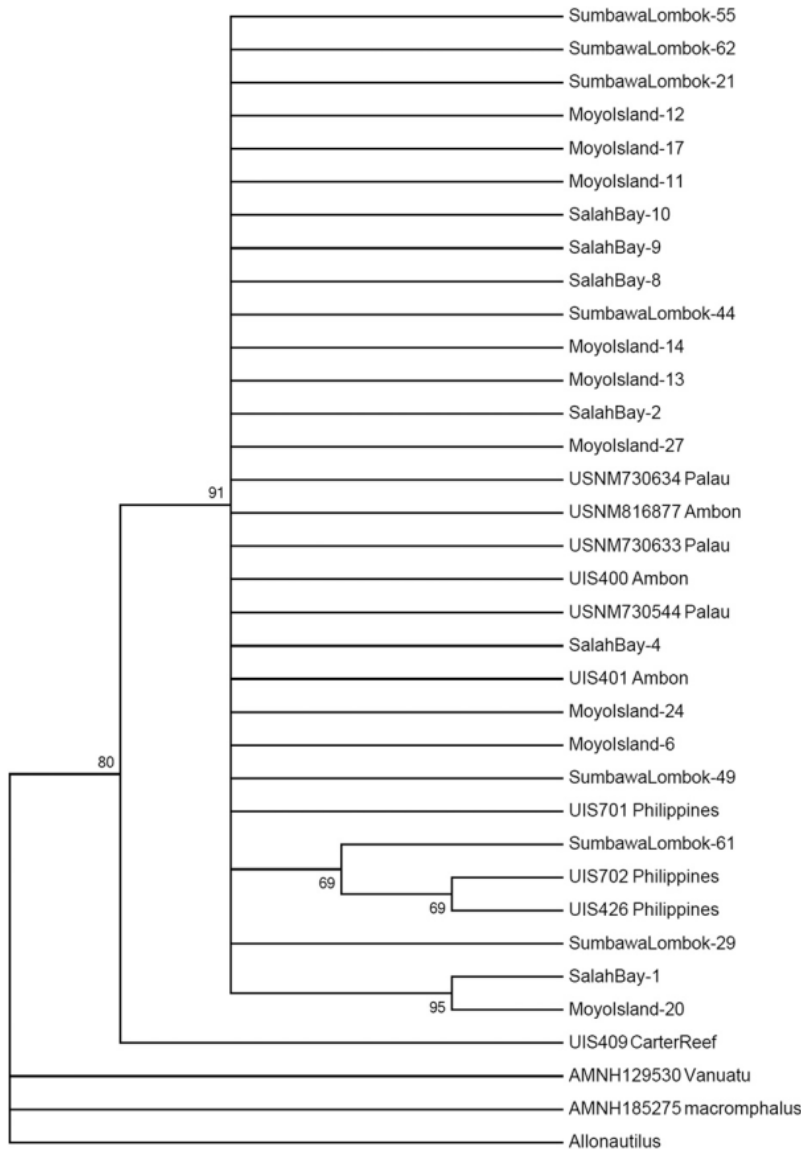 SumbawaLombok-55
SumbawaLombok-62
SumbawaLombok-21
MoyoIsland-12
MoyoIsland-17
MoyoIsland-11
SalahBay-10
SalahBay-9
SalahBay-8
SumbawaLombok-44
MoyoIsland-14
MoyoIsland-13
SalahBay-2
MoyoIsland-27
USNM730634 Palau
91
USNM816877 Ambon
USNM730633 Palau
UIS400 Ambon
USNM730544 Palau
SalahBay-4
UIS401 Ambon
MoyoIsland-24
MoyoIsland-6
80
SumbawaLombok-49
UIS701 Philippines
SumbawaLombok-61
69
UIS702 Philippines
69
UIS426 Philippines
SumbawaLombok-29
SalahBay-1
95
MoyoIsland-20
UIS409 CarterReef
AMNH129530 Vanuatu
AMNH185275 macromphalus
Allonautilus